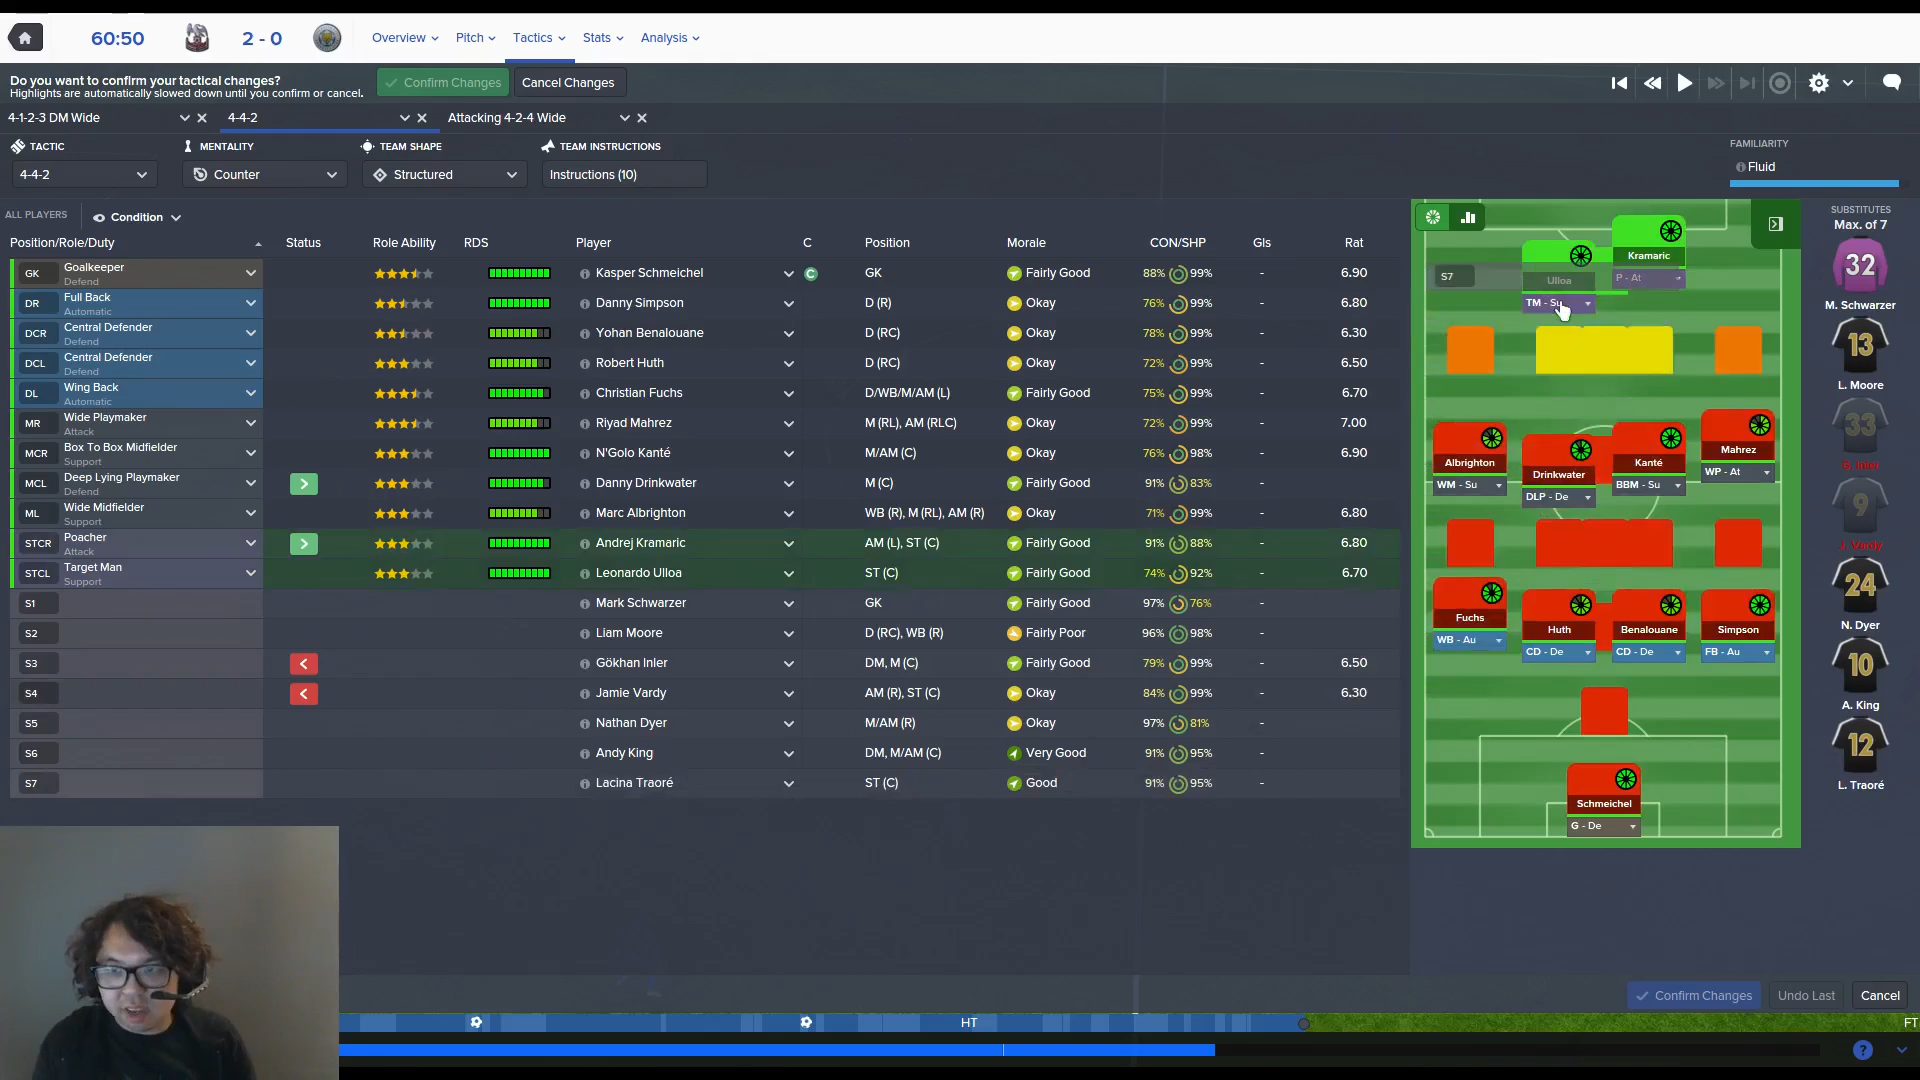 60:50 2 - 0 Overview Pitch Tactics Stats Analysis
Do you want to confirm your tactical changes?
Highlights are automatically slowed down until you confirm or cancel.
Confirm Changes Cancel Changes
4-1-2-3 DM Wide 4-4-2 Attacking 4-2-4 Wide
TACTIC MENTALITY TEAM SHAPE TEAM INSTRUCTIONS
4-4-2 Counter Structured Instructions (10)
FAMILIARITY
Fluid
ALL PLAYERS Condition
Position/Role/Duty Status Role Ability RDS Player C Position Morale CON/SHP Gls Rat
GK Goalkeeper Defend Kasper Schmeichel C GK Fairly Good 88% 99% - 6.90
DR Full Back Automatic Danny Simpson D (R) Okay 76% 99% - 6.80
DCR Central Defender Defend Yohan Benalouane D (RC) Okay 78% 99% - 6.30
DCL Central Defender Defend Robert Huth D (RC) Okay 72% 99% - 6.50
DL Wing Back Automatic Christian Fuchs D/WB/M/AM (L) Fairly Good 75% 99% - 6.70
MR Wide Playmaker Attack Riyad Mahrez M (RL), AM (RLC) Okay 72% 99% - 7.00
MCR Box To Box Midfielder Support N'Golo Kanté M/AM (C) Okay 76% 98% - 6.90
MCL Deep Lying Playmaker Defend Danny Drinkwater M (C) Fairly Good 91% 83% -
ML Wide Midfielder Support Marc Albrighton WB (R), M (RL), AM (R) Okay 71% 99% - 6.80
STCR Poacher Attack Andrej Kramaric AM (L), ST (C) Fairly Good 91% 88% - 6.80
STCL Target Man Support Leonardo Ulloa ST (C) Fairly Good 74% 92% - 6.70
S1 Mark Schwarzer GK Fairly Good 97% 76% -
S2 Liam Moore D (RC), WB (R) Fairly Poor 96% 98% -
S3 Gökhan Inler DM, M (C) Fairly Good 79% 99% - 6.50
S4 Jamie Vardy AM (R), ST (C) Okay 84% 99% - 6.30
S5 Nathan Dyer M/AM (R) Okay 97% 81% -
S6 Andy King DM, M/AM (C) Very Good 91% 95% -
S7 Lacina Traoré ST (C) Good 91% 95% -
Kramaric
S7 Ulloa P - At
TM - Su
Albrighton Drinkwater Kanté Mahrez
WM - Su DLP - De BBM - Su WP - At
Fuchs Huth Benalouane Simpson
WB - Au CD - De CD - De FB - Au
Schmeichel
G - De
SUBSTITUTES
Max. of 7
32
M. Schwarzer
13
L. Moore
33
G. Inler
9
J. Vardy
24
N. Dyer
10
A. King
12
L. Traoré
Confirm Changes Undo Last Cancel
HT FT
?